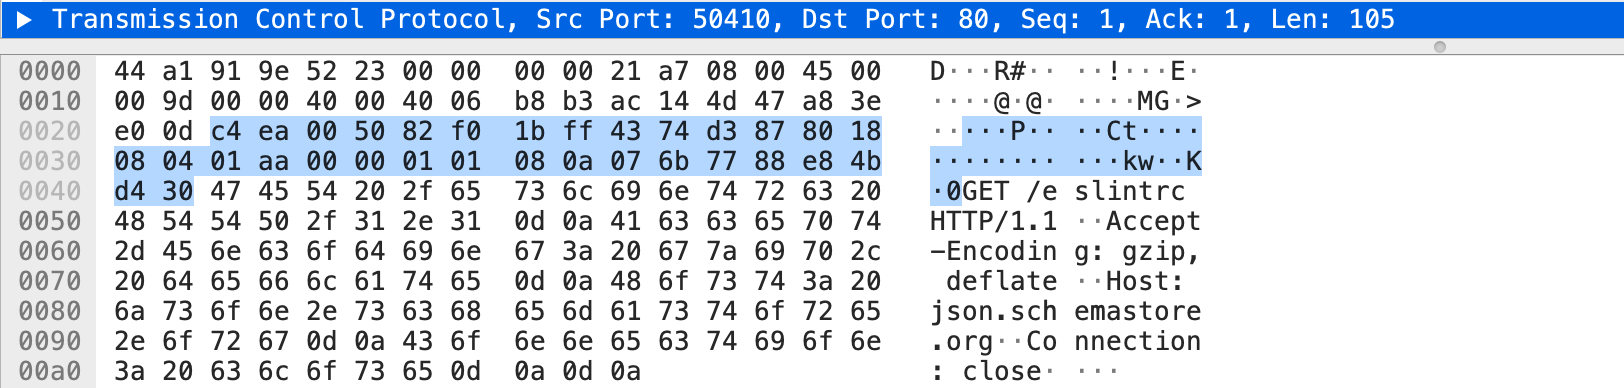 ▶ Transmission Control Protocol, Src Port: 50410, Dst Port: 80, Seq: 1, Ack: 1, Len: 105
0000 44 a1 91 9e 52 23 00 00 00 00 21 a7 08 00 45 00 D···R#·· ··!···E·
0010 00 9d 00 00 40 00 40 06 b8 b3 ac 14 4d 47 a8 3e ····@·@· ····MG·>
0020 e0 0d c4 ea 00 50 82 f0 1b ff 43 74 d3 87 80 18 ·····P·· ··Ct····
0030 08 04 01 aa 00 00 01 01 08 0a 07 6b 77 88 e8 4b ········ ···kw··K
0040 d4 30 47 45 54 20 2f 65 73 6c 69 6e 74 72 63 20 ·0GET /e slintrc
0050 48 54 54 50 2f 31 2e 31 0d 0a 41 63 63 65 70 74 HTTP/1.1 ··Accept
0060 2d 45 6e 63 6f 64 69 6e 67 3a 20 67 7a 69 70 2c -Encodin g: gzip,
0070 20 64 65 66 6c 61 74 65 0d 0a 48 6f 73 74 3a 20 deflate ··Host:
0080 6a 73 6f 6e 2e 73 63 68 65 6d 61 73 74 6f 72 65 json.sch emastore
0090 2e 6f 72 67 0d 0a 43 6f 6e 6e 65 63 74 69 6f 6e .org··Co nnection
00a0 3a 20 63 6c 6f 73 65 0d 0a 0d 0a : close· ···